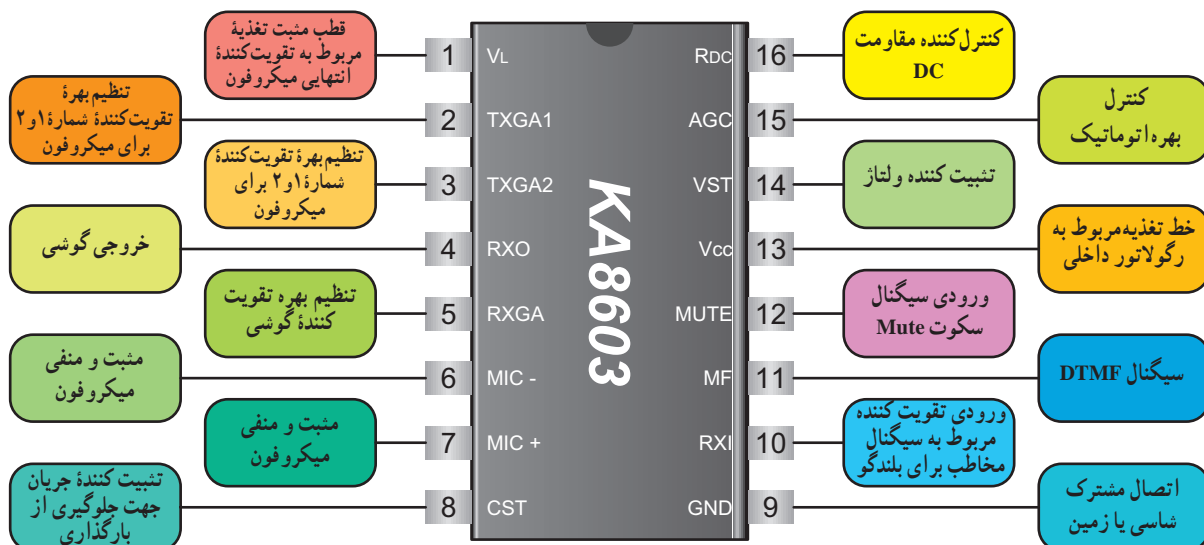 قطب مثبت تغذیهٔ
مربوط به تقویت‌کنندهٔ
انتهایی میکروفون
1
VL
تنظیم بهرهٔ
تقویت‌کنندهٔ شمارهٔ ۱ و ۲
برای میکروفون
2
TXGA1
تنظیم بهرهٔ تقویت‌کنندهٔ
شمارهٔ ۱ و ۲ برای
میکروفون
3
TXGA2
خروجی گوشی
4
RXO
تنظیم بهره تقویت
کنندهٔ گوشی
5
RXGA
مثبت و منفی
میکروفون
6
MIC -
مثبت و منفی
میکروفون
7
MIC +
تثبیت کنندهٔ جریان
جهت جلوگیری از
بارگذاری
8
CST
KA8603
RDC
16
کنترل‌کننده مقاومت
DC
AGC
15
کنترل
بهره اتوماتیک
VST
14
تثبیت کننده ولتاژ
Vcc
13
خط تغذیه مربوط به
رگولاتور داخلی
MUTE
12
ورودی سیگنال
سکوت Mute
MF
11
سیگنال DTMF
RXI
10
ورودی تقویت کننده
مربوط به سیگنال
مخاطب برای بلندگو
GND
9
اتصال مشترک
شاسی یا زمین